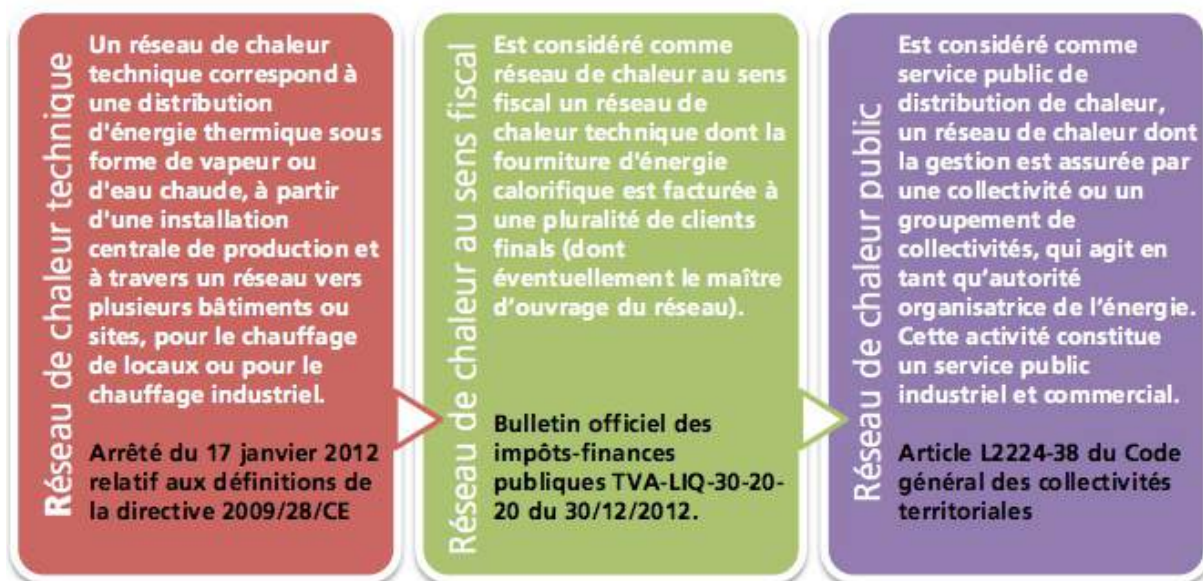 Réseau de chaleur technique
Un réseau de chaleur
technique correspond à
une distribution
d'énergie thermique sous
forme de vapeur ou
d'eau chaude, à partir
d'une installation
centrale de production et
à travers un réseau vers
plusieurs bâtiments ou
sites, pour le chauffage
de locaux ou pour le
chauffage industriel.
Arrêté du 17 janvier 2012
relatif aux définitions de
la directive 2009/28/CE
Réseau de chaleur au sens fiscal
Est considéré comme
réseau de chaleur au sens
fiscal un réseau de
chaleur technique dont la
fourniture d'énergie
calorifique est facturée à
une pluralité de clients
finals (dont
éventuellement le maître
d'ouvrage du réseau).
Bulletin officiel des
impôts-finances
publiques TVA-LIQ-30-20-
20 du 30/12/2012.
Réseau de chaleur public
Est considéré comme
service public de
distribution de chaleur,
un réseau de chaleur dont
la gestion est assurée par
une collectivité ou un
groupement de
collectivités, qui agit en
tant qu'autorité
organisatrice de l'énergie.
Cette activité constitue
un service public
industriel et commercial.
Article L2224-38 du Code
général des collectivités
territoriales